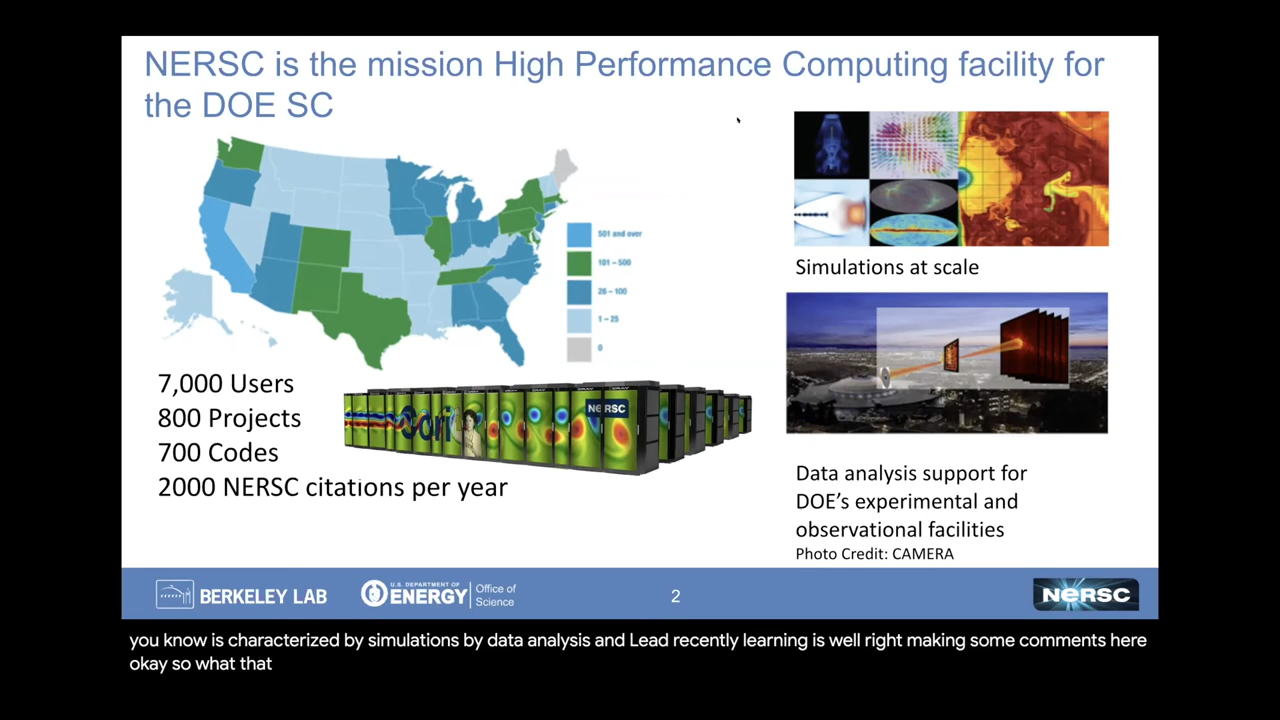 NERSC is the mission High Performance Computing facility for
the DOE SC
501 and over
101 – 500
26 – 100
1 – 25
0
Simulations at scale
7,000 Users
800 Projects
700 Codes
2000 NERSC citations per year
Cori
NERSC
Data analysis support for
DOE's experimental and
observational facilities
Photo Credit: CAMERA
BERKELEY LAB
U.S. DEPARTMENT OF
ENERGY
Office of
Science
2
NERSC
you know is characterized by simulations by data analysis and Lead recently learning is well right making some comments here
okay so what that